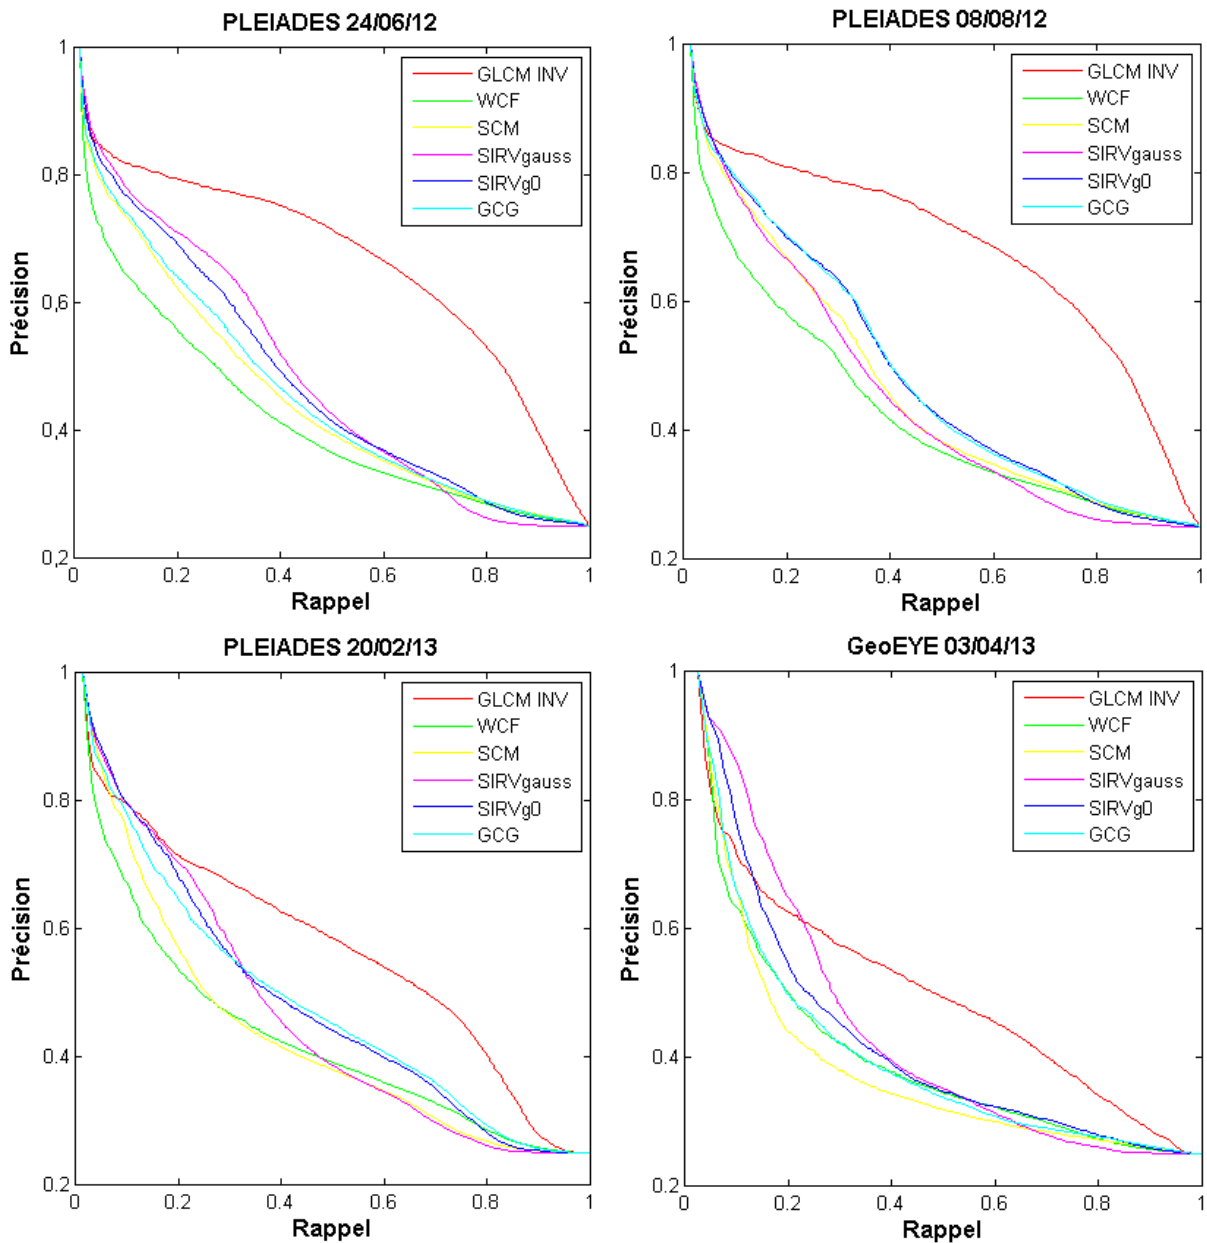 PLEIADES 24/06/12
Précision
1
0.8
0.6
0.4
0.2
0
0.2
0.4
0.6
0.8
1
Rappel
GLCM INV
WCF
SCM
SIRVgauss
SIRVg0
GCG
PLEIADES 08/08/12
Précision
1
0.8
0.6
0.4
0.2
0
0.2
0.4
0.6
0.8
1
Rappel
GLCM INV
WCF
SCM
SIRVgauss
SIRVg0
GCG
PLEIADES 20/02/13
Précision
1
0.8
0.6
0.4
0.2
0
0.2
0.4
0.6
0.8
1
Rappel
GLCM INV
WCF
SCM
SIRVgauss
SIRVg0
GCG
GeoEYE 03/04/13
Précision
1
0.8
0.6
0.4
0.2
0
0.2
0.4
0.6
0.8
1
Rappel
GLCM INV
WCF
SCM
SIRVgauss
SIRVg0
GCG